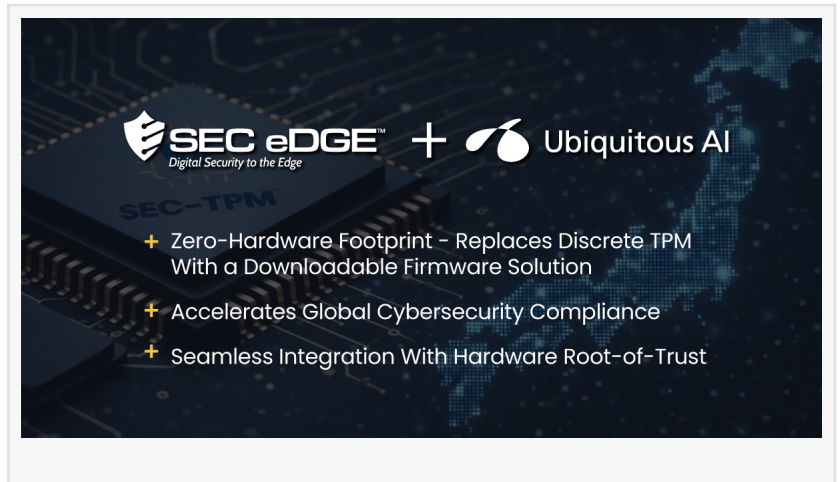 SEC eDGE™ + Ubiquitous AI
Digital Security to the Edge
SEC-TPM™
+ Zero-Hardware Footprint - Replaces Discrete TPM
With a Downloadable Firmware Solution
+ Accelerates Global Cybersecurity Compliance
+ Seamless Integration With Hardware Root-of-Trust